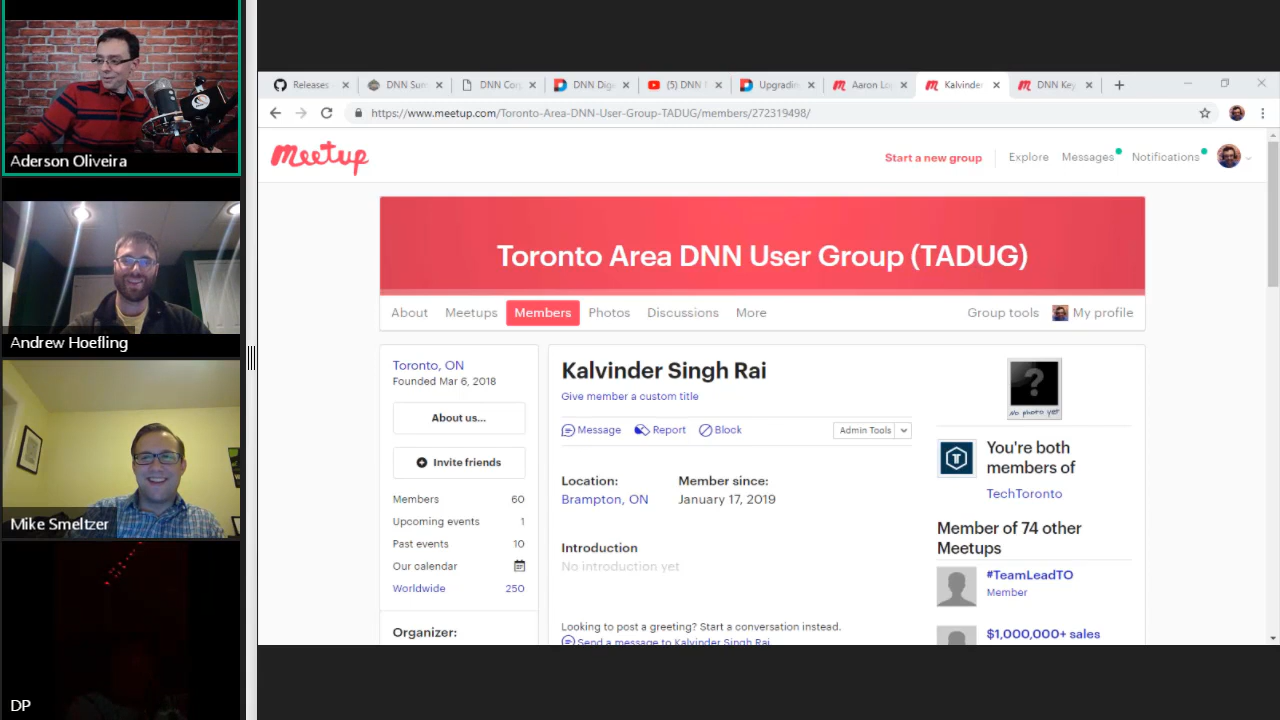 Aderson Oliveira
Andrew Hoefling
Mike Smeltzer
DP
Releases
DNN Sum
DNN Cor
DNN Dig
(5) DNN
Upgradin
Aaron Lo
Kalvinder
DNN Key
https://www.meetup.com/Toronto-Area-DNN-User-Group-TADUG/members/272319498/
Meetup
Start a new group
Explore
Messages
Notifications
Toronto Area DNN User Group (TADUG)
About
Meetups
Members
Photos
Discussions
More
Group tools
My profile
Toronto, ON
Founded Mar 6, 2018
About us...
Invite friends
Members 60
Upcoming events 1
Past events 10
Our calendar
Worldwide 250
Organizer:
Kalvinder Singh Rai
Give member a custom title
Message
Report
Block
Admin Tools
Location:
Brampton, ON
Member since:
January 17, 2019
Introduction
No introduction yet
Looking to post a greeting? Start a conversation instead.
Send a message to Kalvinder Singh Rai
?
No photo yet
You're both
members of
TechToronto
Member of 74 other
Meetups
#TeamLeadTO
Member
$1,000,000+ sales